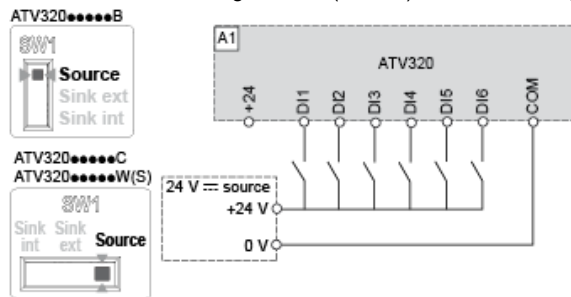 ATV320●●●●●B
SW1
Source
Sink ext
Sink int
ATV320●●●●●C
ATV320●●●●●W(S)
SW1
Sink int
Sink ext
Source
A1
ATV320
+24
DI1
DI2
DI3
DI4
DI5
DI6
COM
24 V ⎓ source
+24 V
0 V